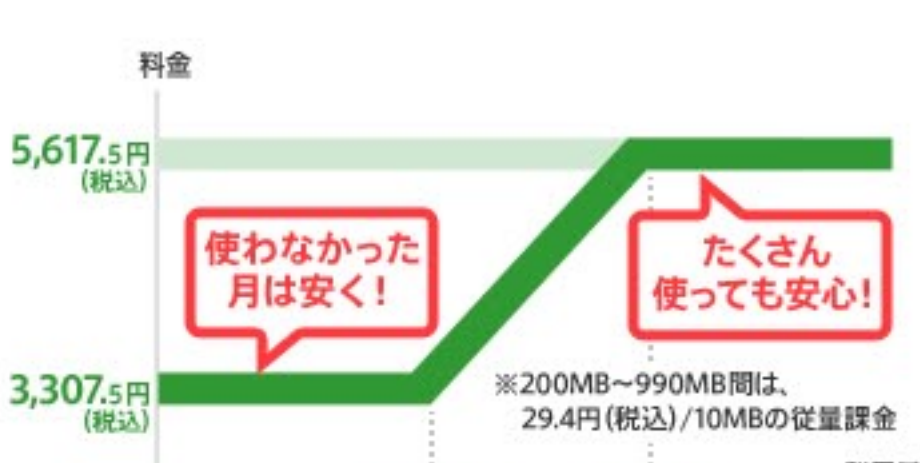 料金
5,617.5円
(税込)
使わなかった
月は安く!
たくさん
使っても安心!
3,307.5円
(税込)
※200MB～990MB間は、
29.4円(税込)/10MBの従量課金